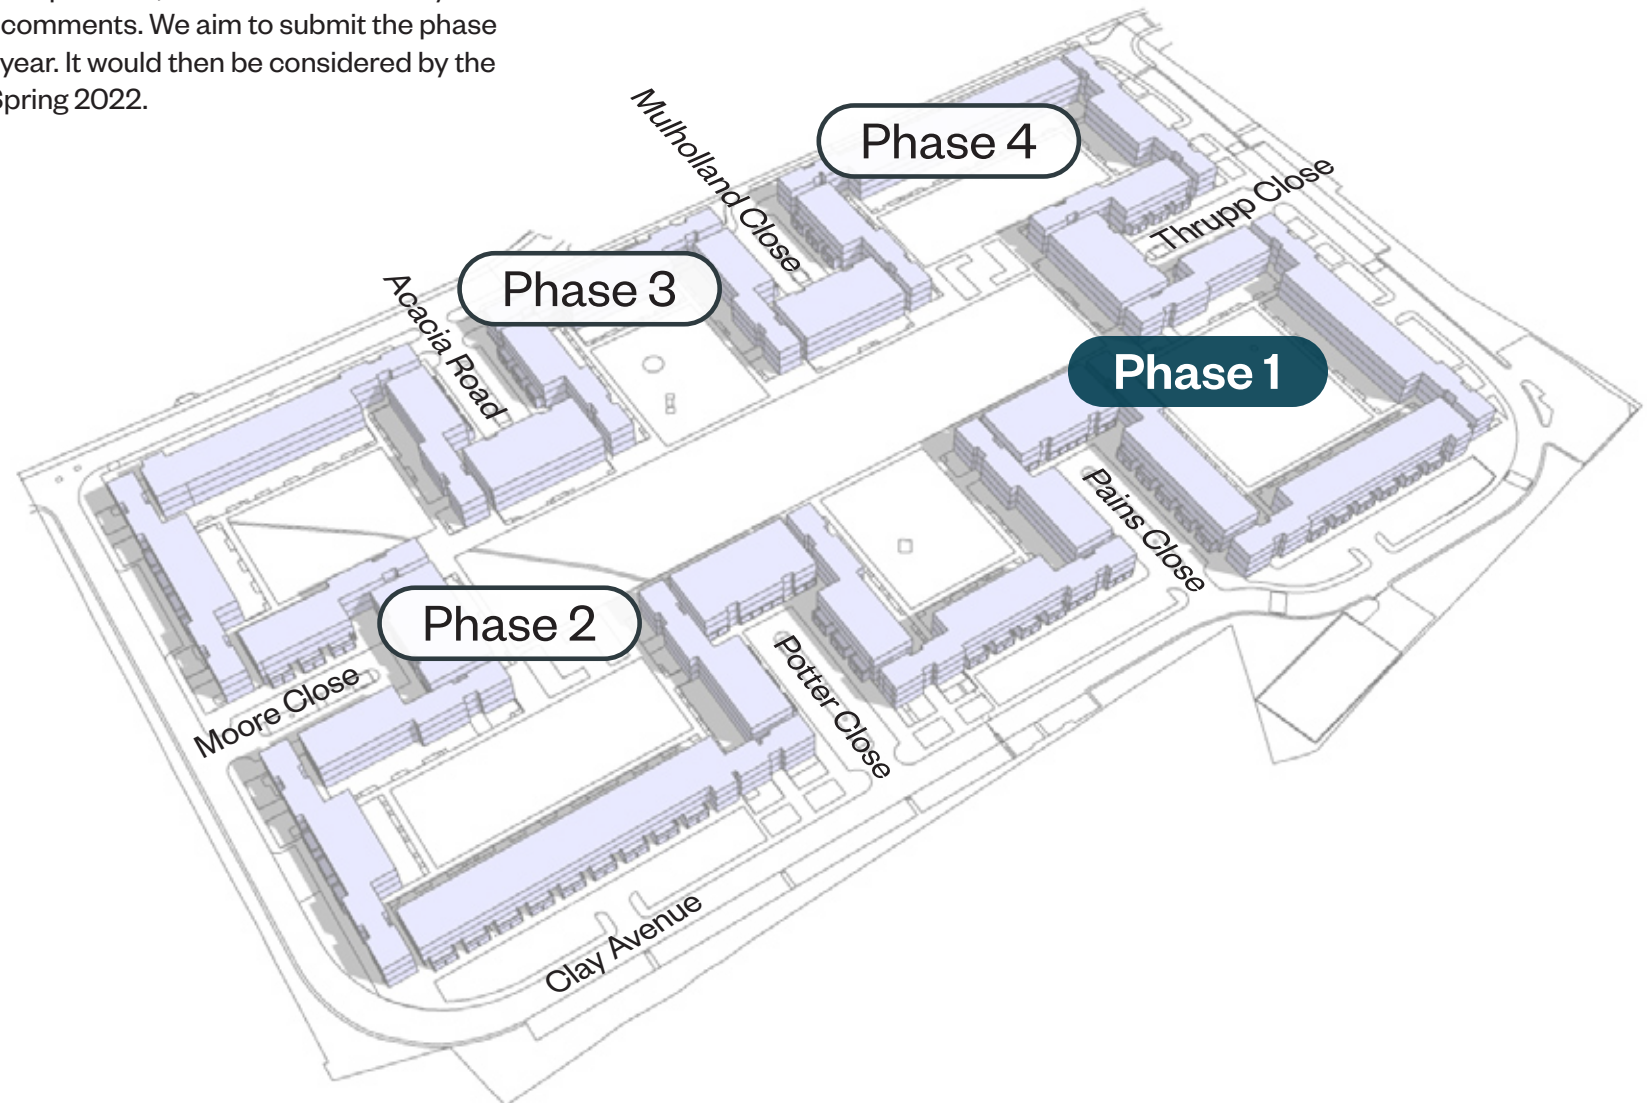 comments. We aim to submit the phase
year. It would then be considered by the
Spring 2022.
Mulholland Close
Phase 4
Thrupp Close
Phase 3
Acacia Road
Phase 1
Pains Close
Phase 2
Potter Close
Moore Close
Clay Avenue